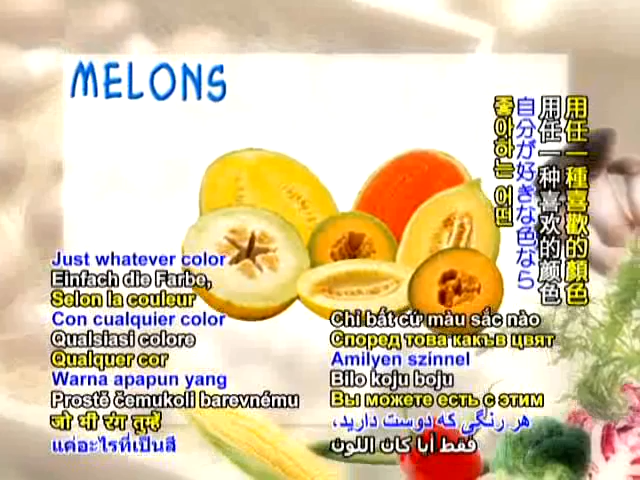 MELONS
Just whatever color
Einfach die Farbe,
Selon la couleur
Con cualquier color
Qualsiasi colore
Qualquer cor
Warna apapun yang
Prostě čemukoli barevnému
जो भी रंग तुम्हें
แค่อะไรที่เป็นสี
Chỉ bất cứ màu sắc nào
Според това какъв цвят
Amilyen színnel
Bilo koju boju
Вы можете есть с этим
هر رنگی که دوست دارید،
فقط أيا كان اللون
用任一種喜歡的顏色
用任一种喜欢的颜色
自分が好きな色なら
좋아하는 어떤